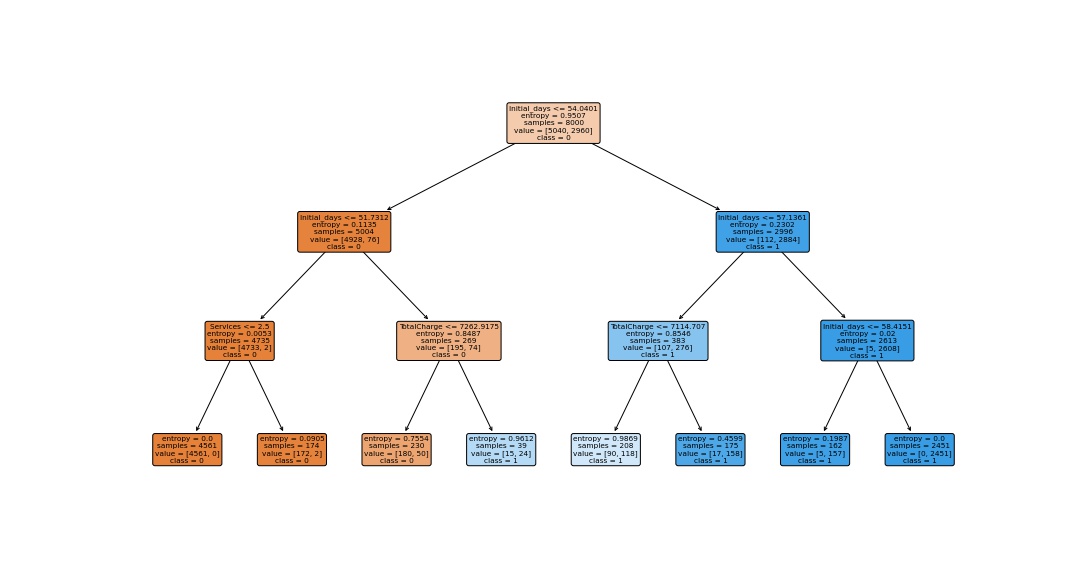 Initial_days <= 54.0401
entropy = 0.9507
samples = 8000
value = [5040, 2960]
class = 0
Initial_days <= 51.7312
entropy = 0.1135
samples = 5004
value = [4928, 76]
class = 0
Initial_days <= 57.1361
entropy = 0.2302
samples = 2996
value = [112, 2884]
class = 1
Services <= 2.5
entropy = 0.0053
samples = 4735
value = [4733, 2]
class = 0
TotalCharge <= 7262.9175
entropy = 0.8487
samples = 269
value = [195, 74]
class = 0
TotalCharge <= 7114.707
entropy = 0.8546
samples = 383
value = [107, 276]
class = 1
Initial_days <= 58.4151
entropy = 0.02
samples = 2613
value = [5, 2608]
class = 1
entropy = 0.0
samples = 4561
value = [4561, 0]
class = 0
entropy = 0.0905
samples = 174
value = [172, 2]
class = 0
entropy = 0.7554
samples = 230
value = [180, 50]
class = 0
entropy = 0.9612
samples = 39
value = [15, 24]
class = 1
entropy = 0.9869
samples = 208
value = [90, 118]
class = 1
entropy = 0.4599
samples = 175
value = [17, 158]
class = 1
entropy = 0.1987
samples = 162
value = [5, 157]
class = 1
entropy = 0.0
samples = 2451
value = [0, 2451]
class = 1